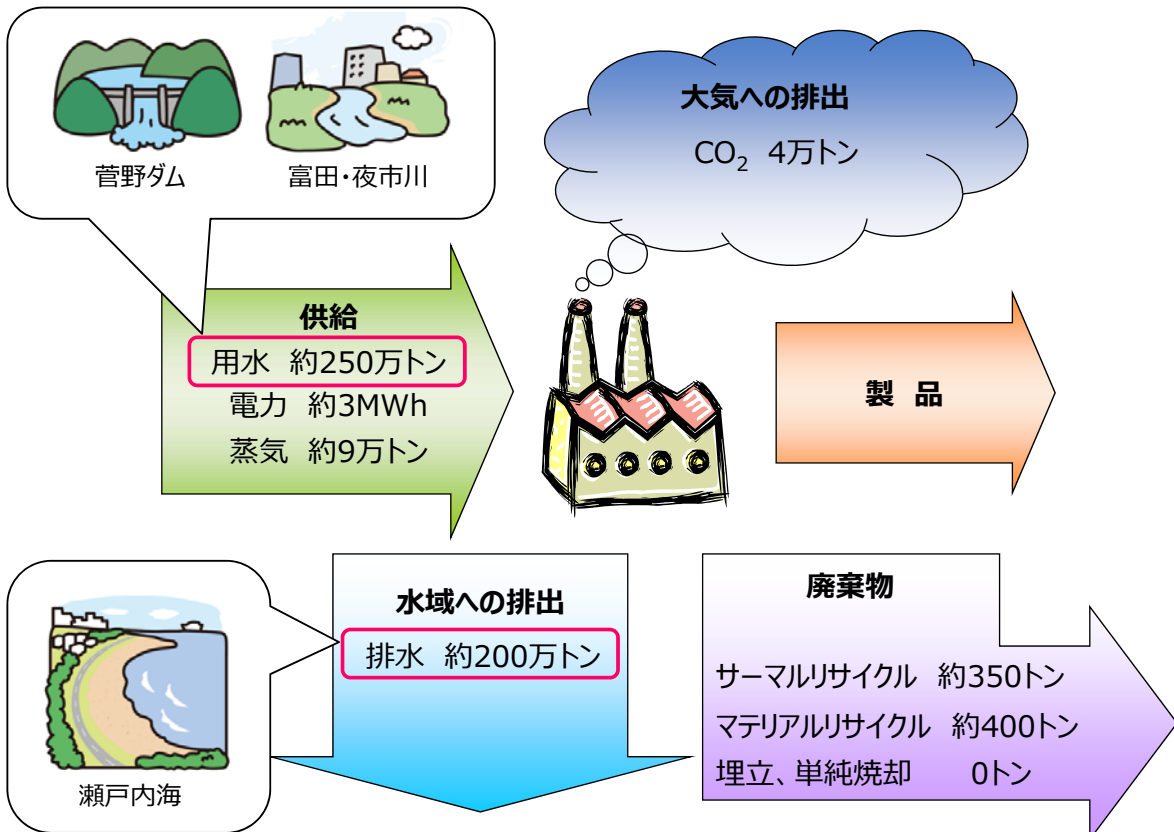 菅野ダム
富田・夜市川
大気への排出
CO₂ 4万トン
供給
用水 約250万トン
電力 約3MWh
蒸気 約9万トン
製 品
水域への排出
排水 約200万トン
瀬戸内海
廃棄物
サーマルリサイクル 約350トン
マテリアルリサイクル 約400トン
埋立、単純焼却 0トン